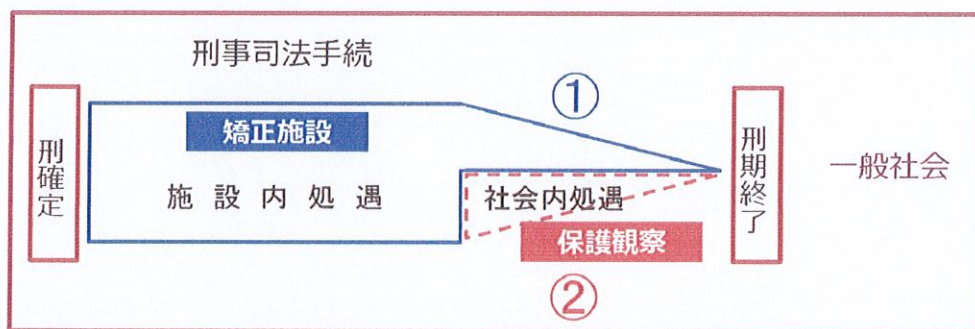 刑事司法手続
①
刑確定
矯正施設
施設内処遇
社会内処遇
保護観察
②
刑期終了
一般社会